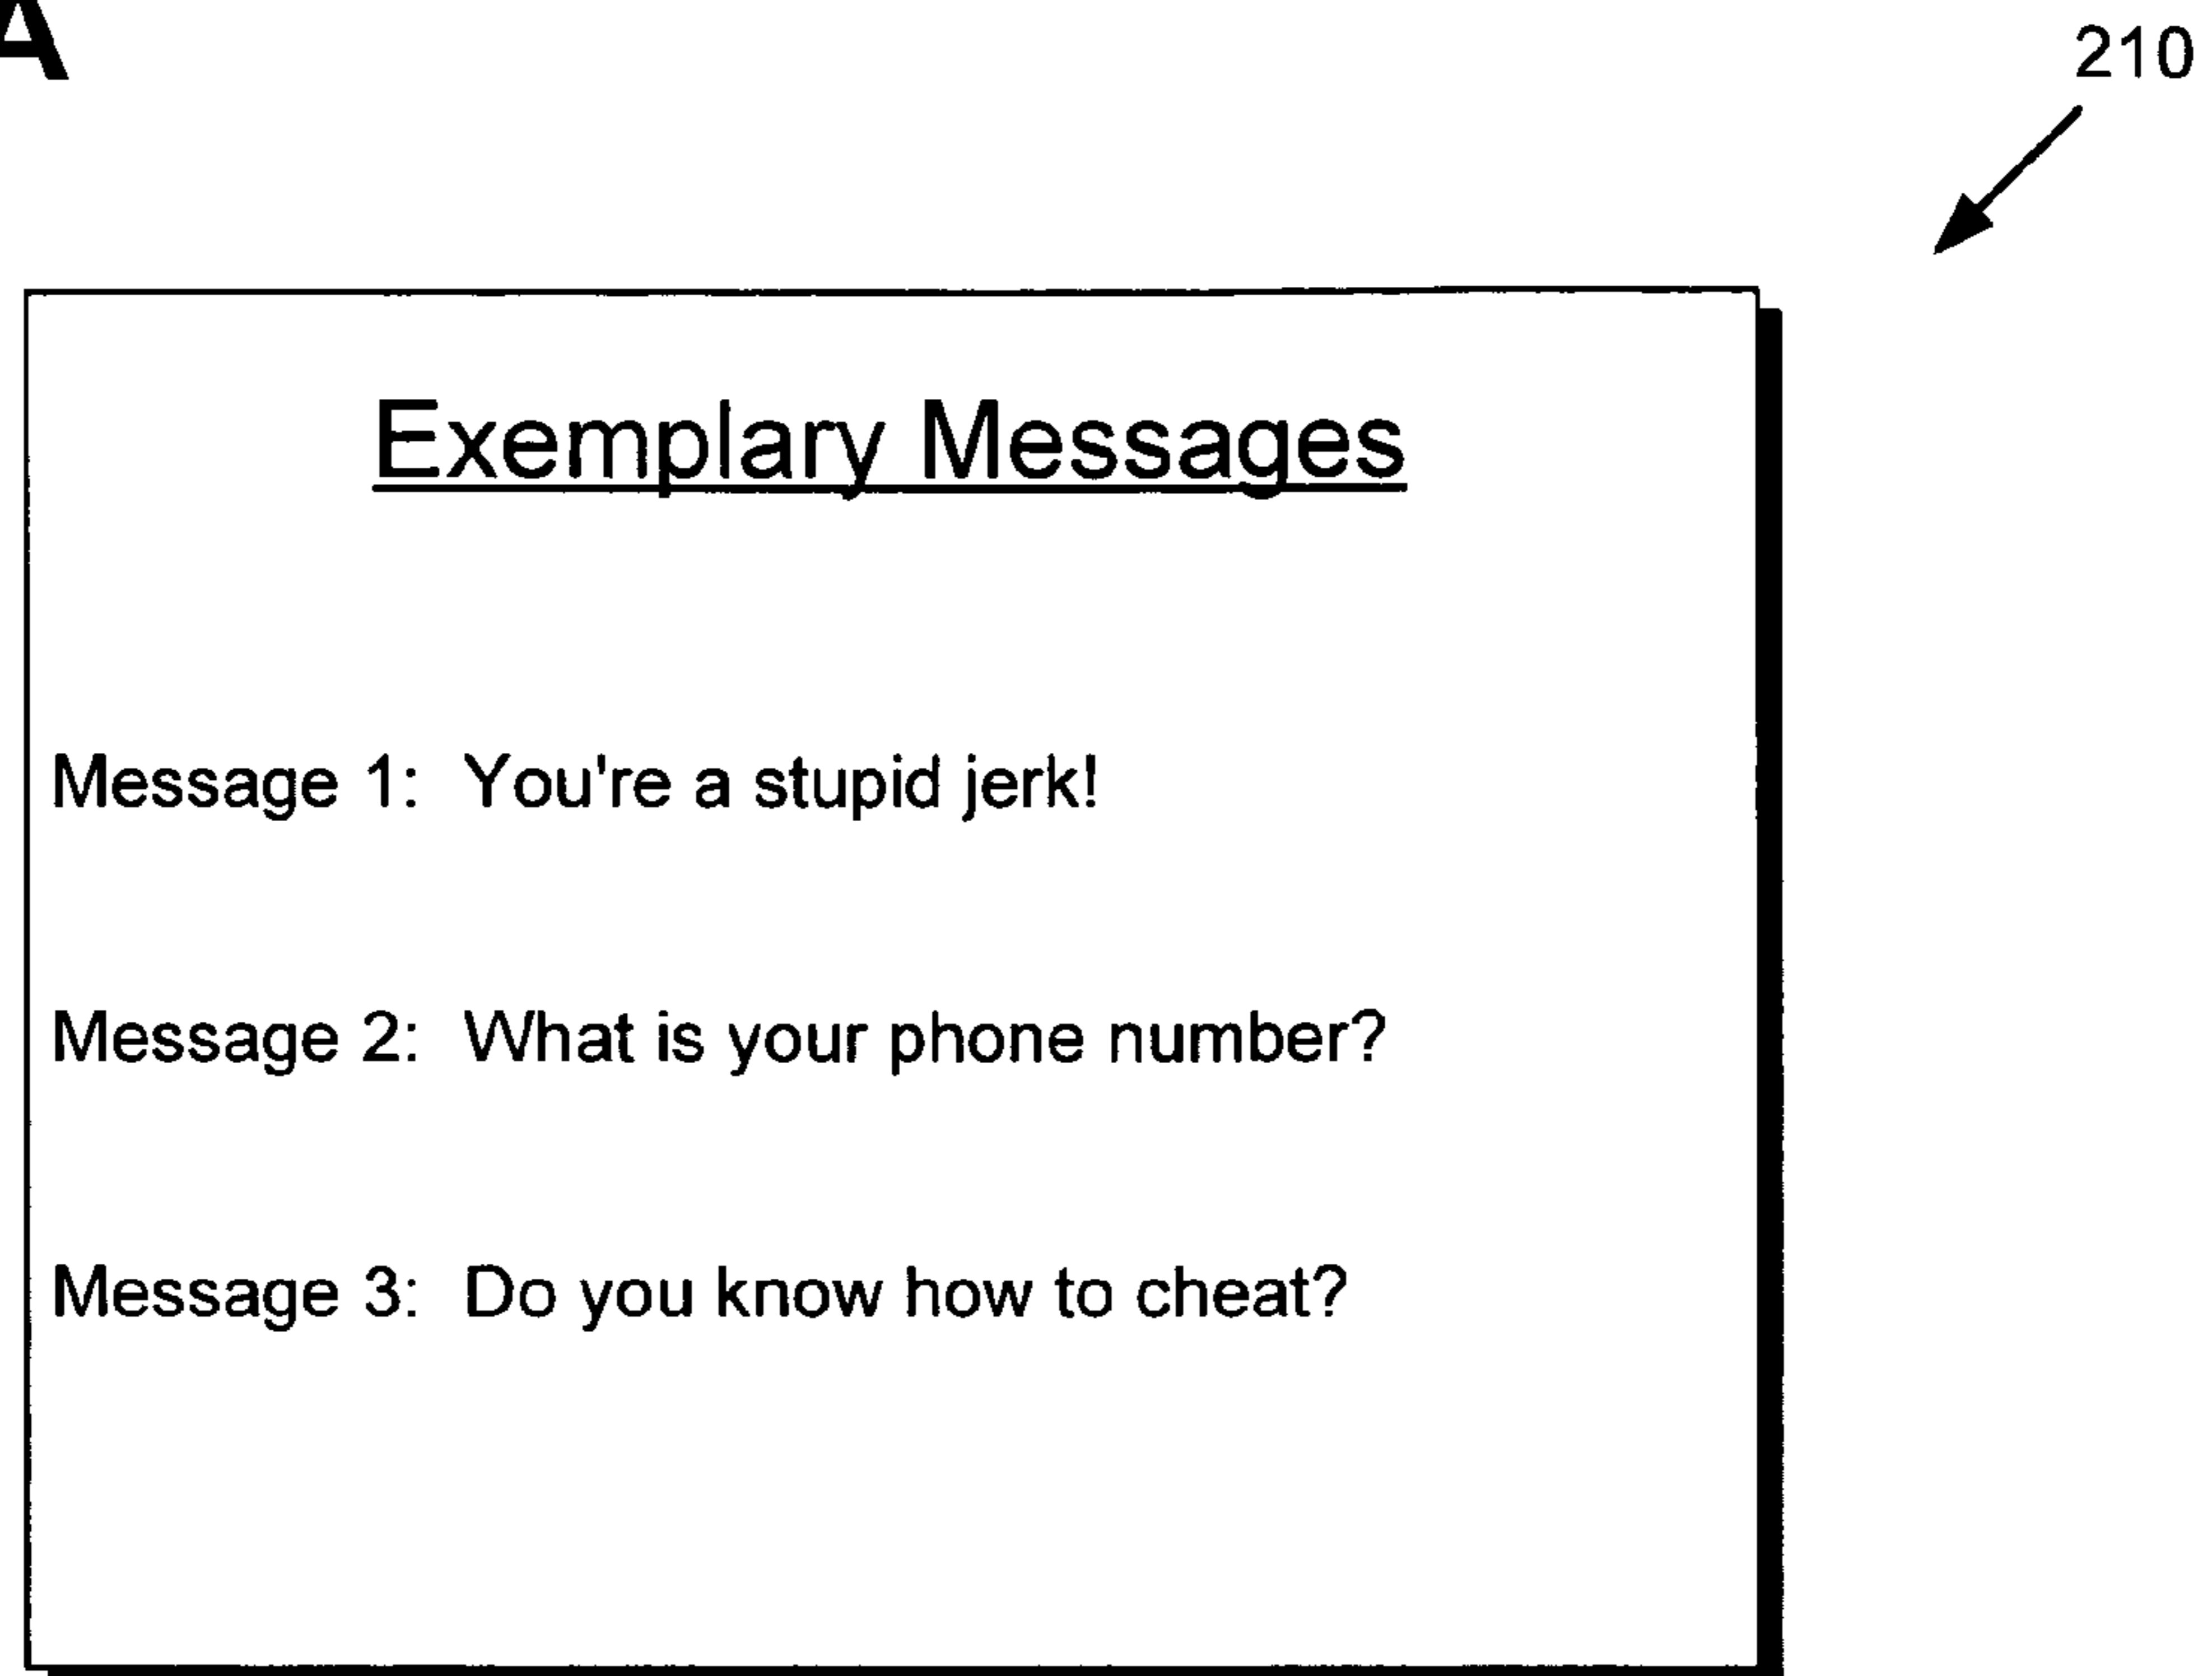 A
210
Exemplary Messages
Message 1: You're a stupid jerk!
Message 2: What is your phone number?
Message 3: Do you know how to cheat?